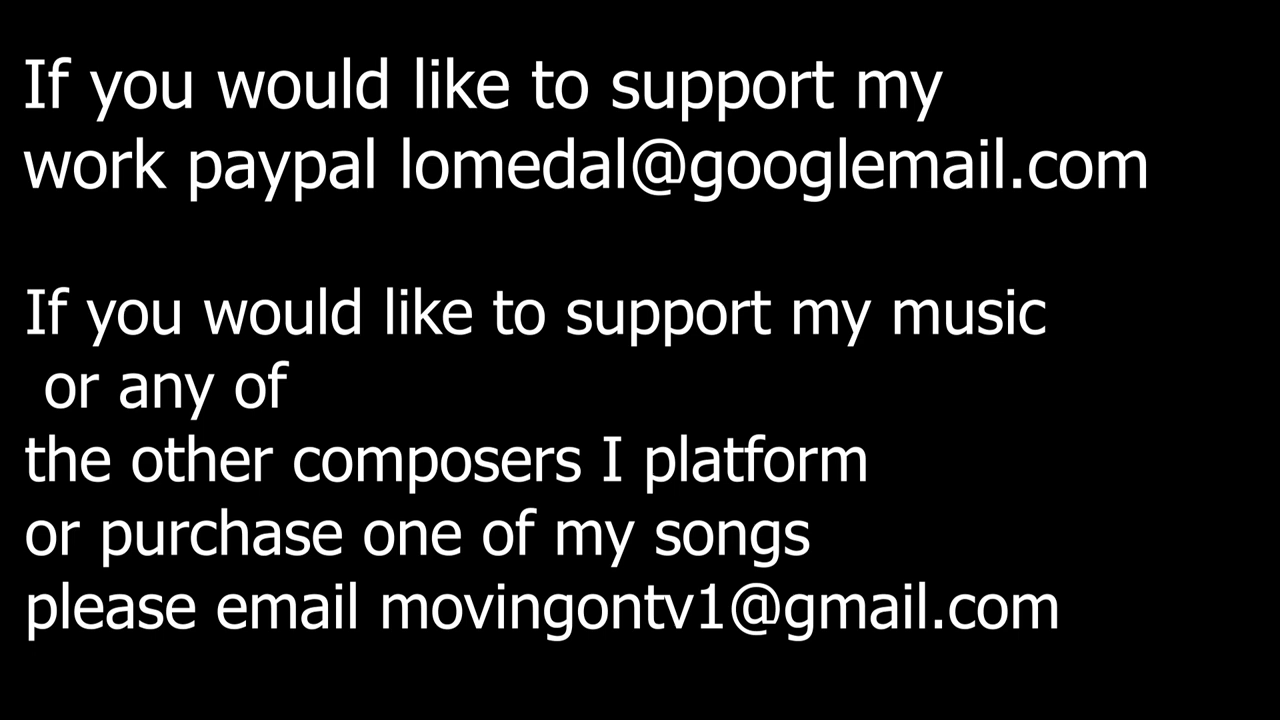 If you would like to support my
work paypal lomedal@googlemail.com
If you would like to support my music
or any of
the other composers I platform
or purchase one of my songs
please email movingontv1@gmail.com